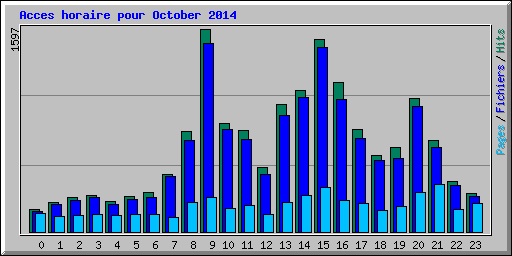 Acces horaire pour October 2014
1597
Pages / Fichiers / Hits
0 1 2 3 4 5 6 7 8 9 10 11 12 13 14 15 16 17 18 19 20 21 22 23